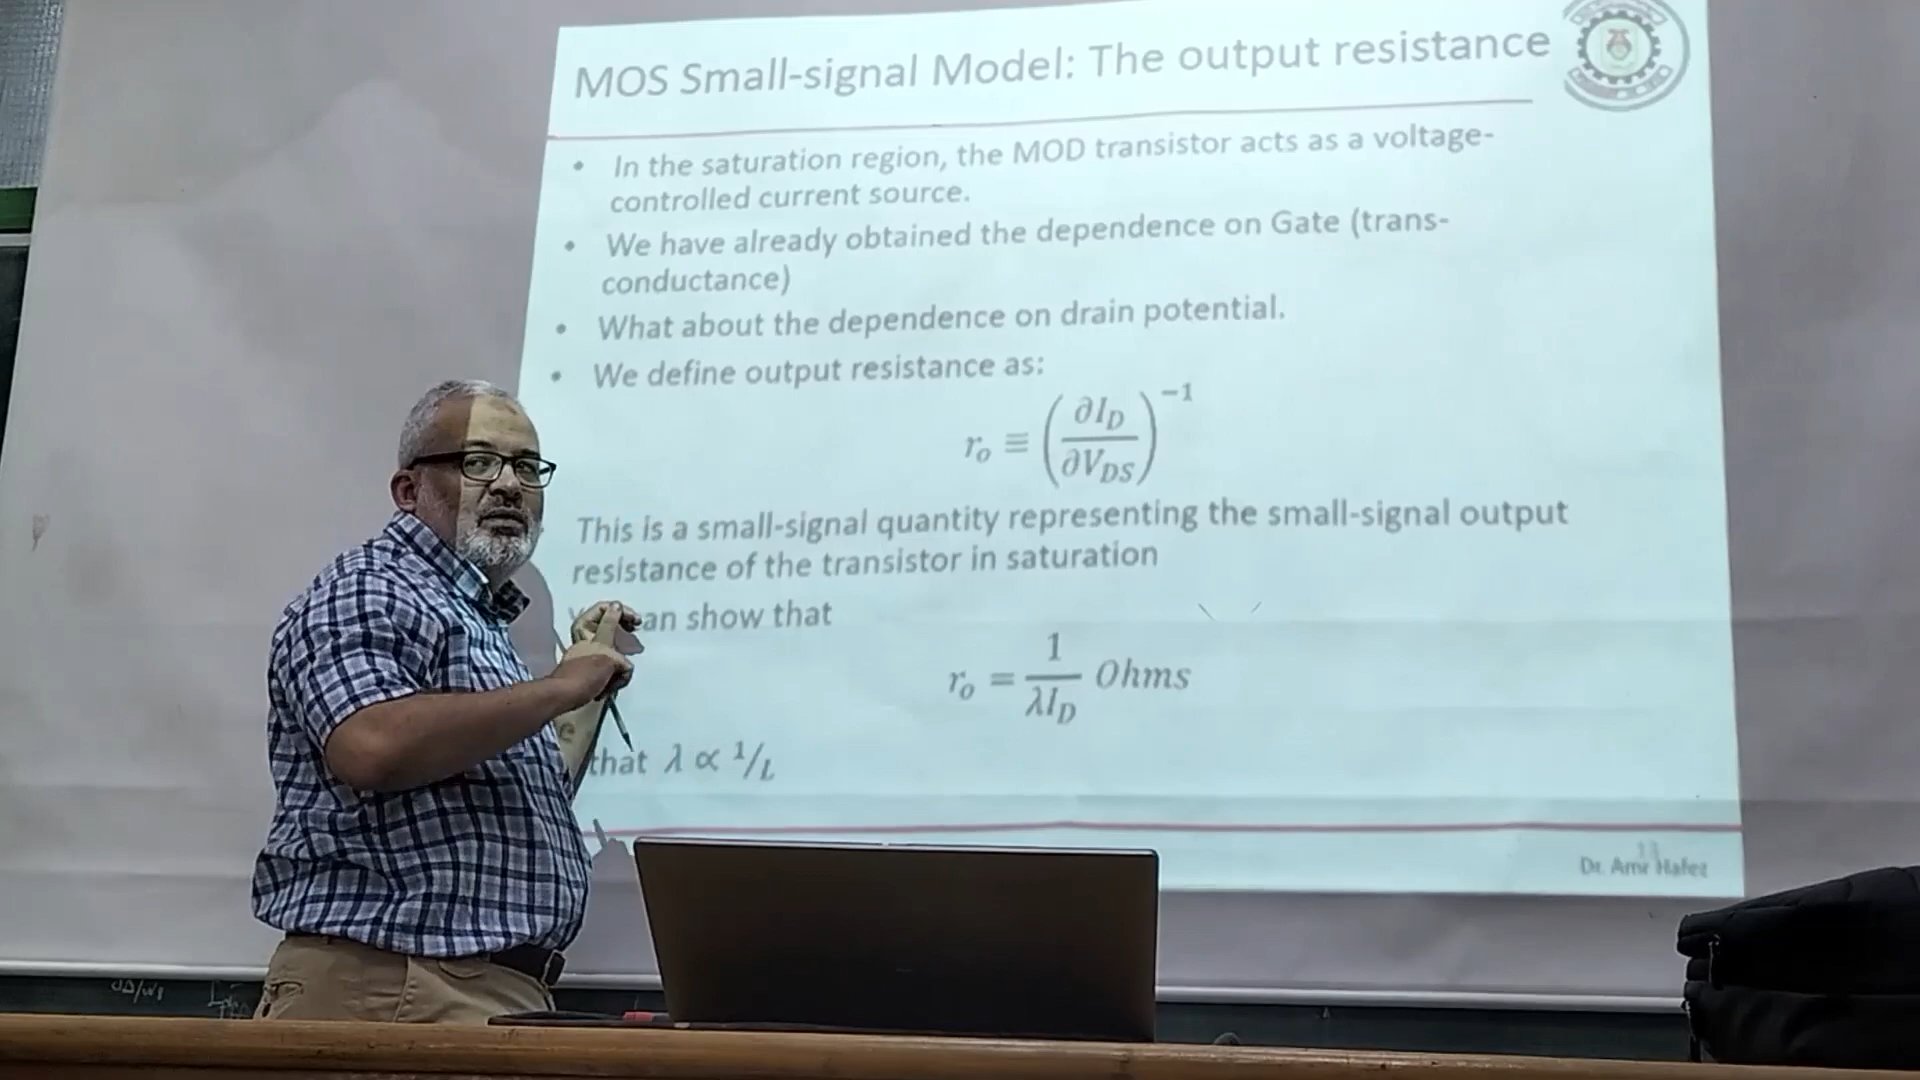 MOS Small-signal Model: The output resistance
• In the saturation region, the MOD transistor acts as a voltage-
controlled current source.
• We have already obtained the dependence on Gate (trans-
conductance)
• What about the dependence on drain potential.
• We define output resistance as:
r_o ≡ (∂I_D / ∂V_DS)^−1
This is a small-signal quantity representing the small-signal output
resistance of the transistor in saturation
an show that
r_o = 1 / λI_D Ohms
that λ ∝ 1/L
13
Dr. Amr Hafez